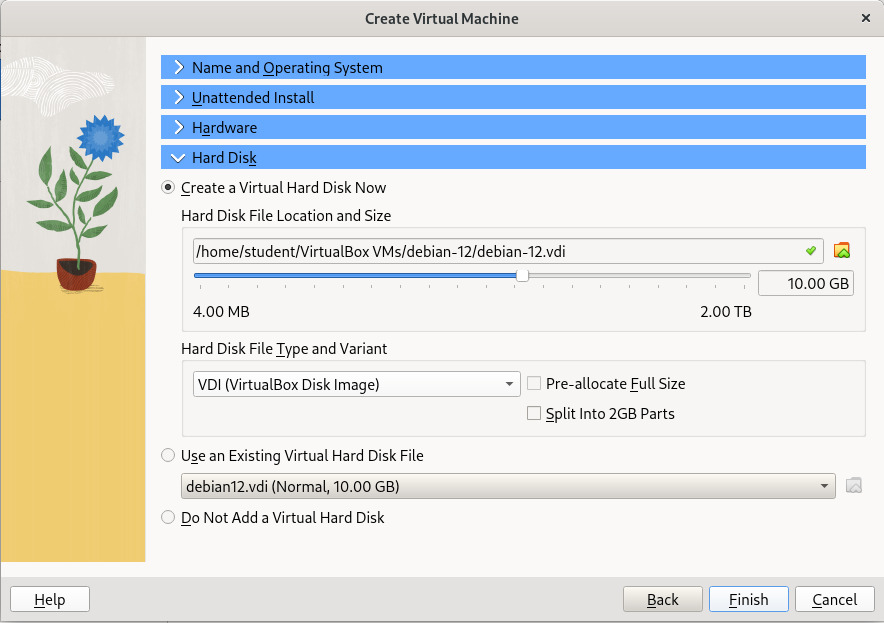 Create Virtual Machine
Name and Operating System
Unattended Install
Hardware
Hard Disk
Create a Virtual Hard Disk Now
Hard Disk File Location and Size
/home/student/VirtualBox VMs/debian-12/debian-12.vdi
10.00 GB
4.00 MB 2.00 TB
Hard Disk File Type and Variant
VDI (VirtualBox Disk Image) Pre-allocate Full Size
Split Into 2GB Parts
Use an Existing Virtual Hard Disk File
debian12.vdi (Normal, 10.00 GB)
Do Not Add a Virtual Hard Disk
Help Back Finish Cancel